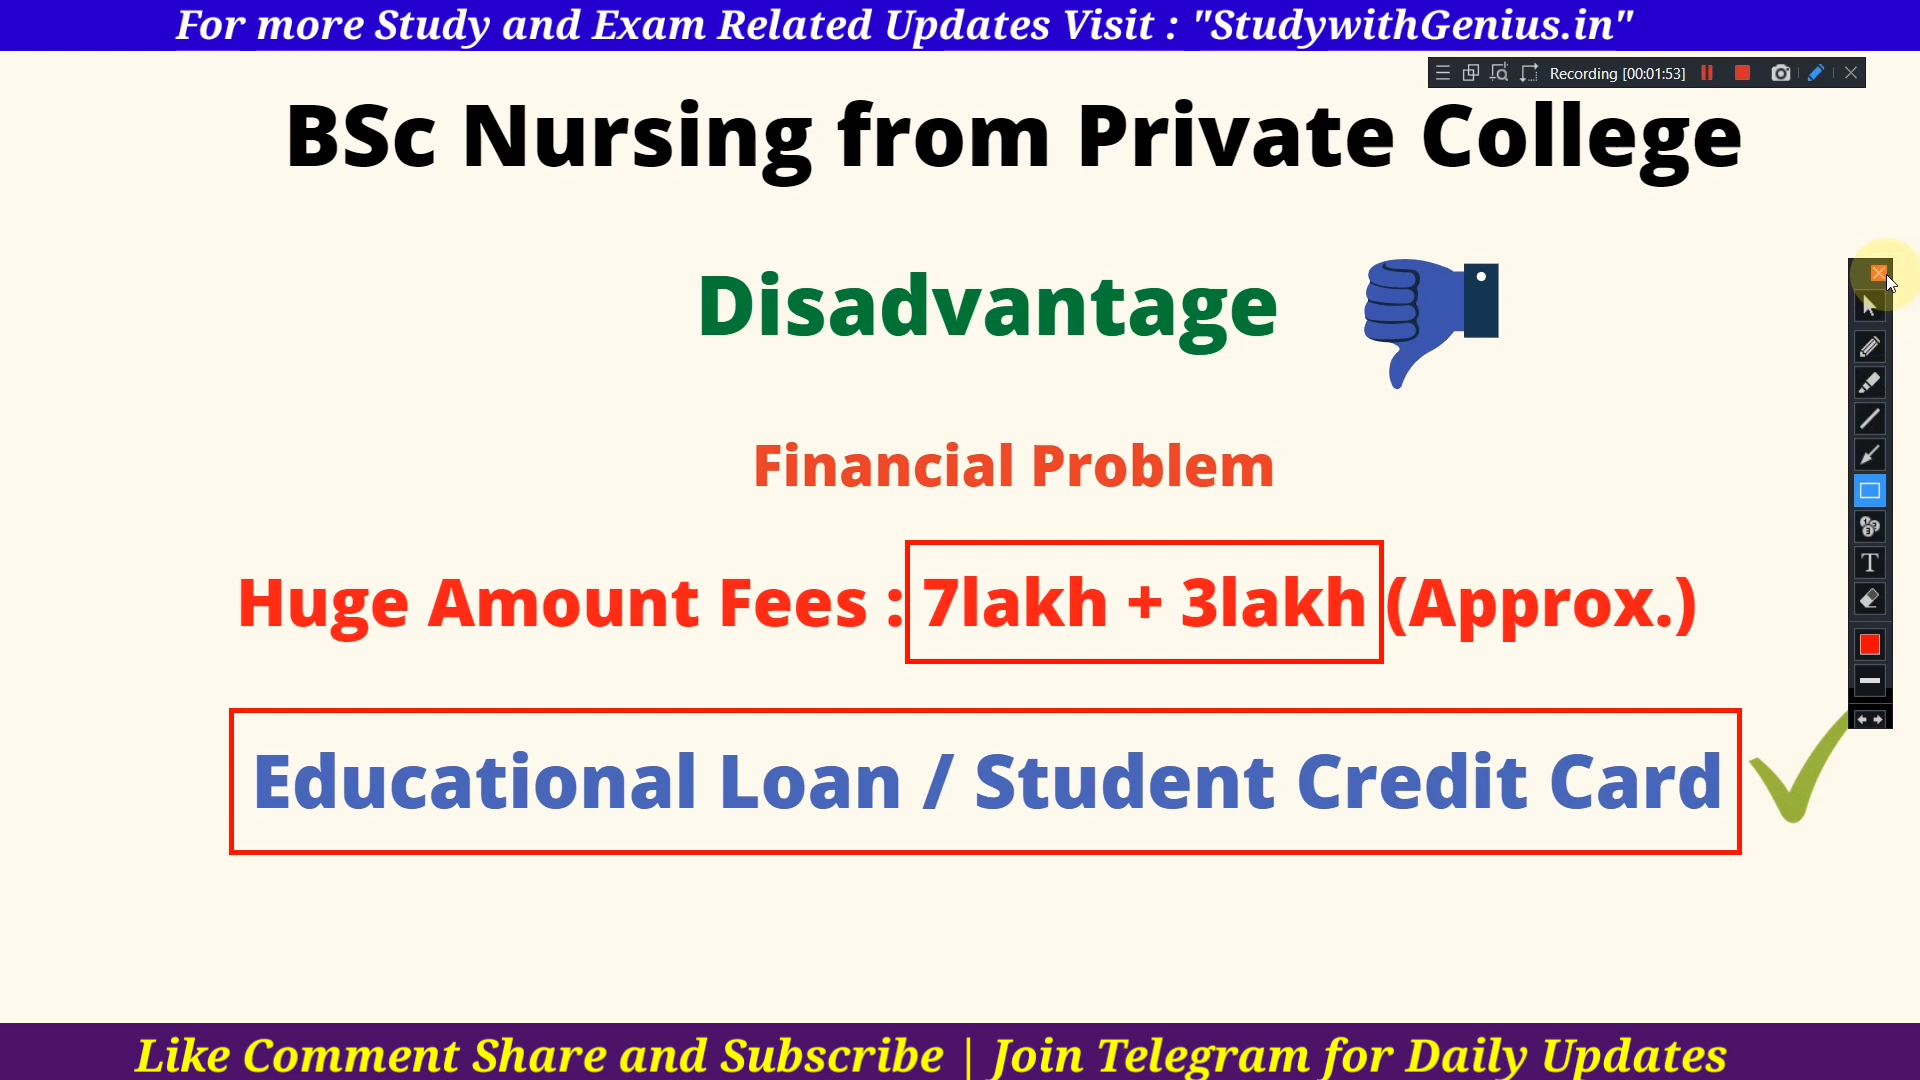 For more Study and Exam Related Updates Visit : "StudywithGenius.in"
Recording [00:01:53]
BSc Nursing from Private College
Disadvantage
Financial Problem
Huge Amount Fees : 7lakh + 3lakh (Approx.)
Educational Loan / Student Credit Card
Like Comment Share and Subscribe | Join Telegram for Daily Updates